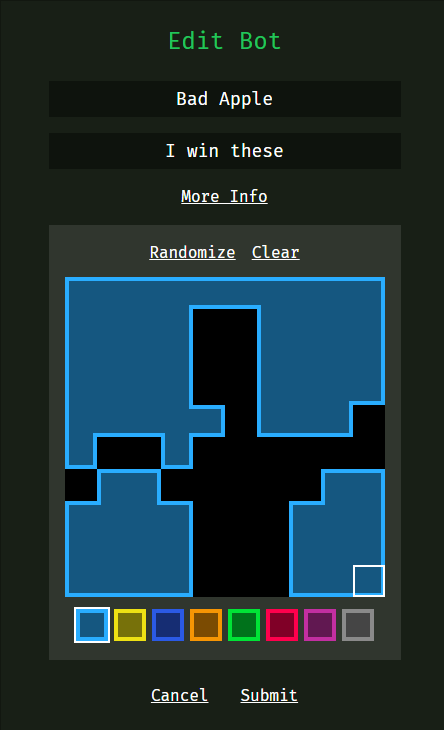 Edit Bot
Bad Apple
I win these
More Info
Randomize Clear
Cancel Submit